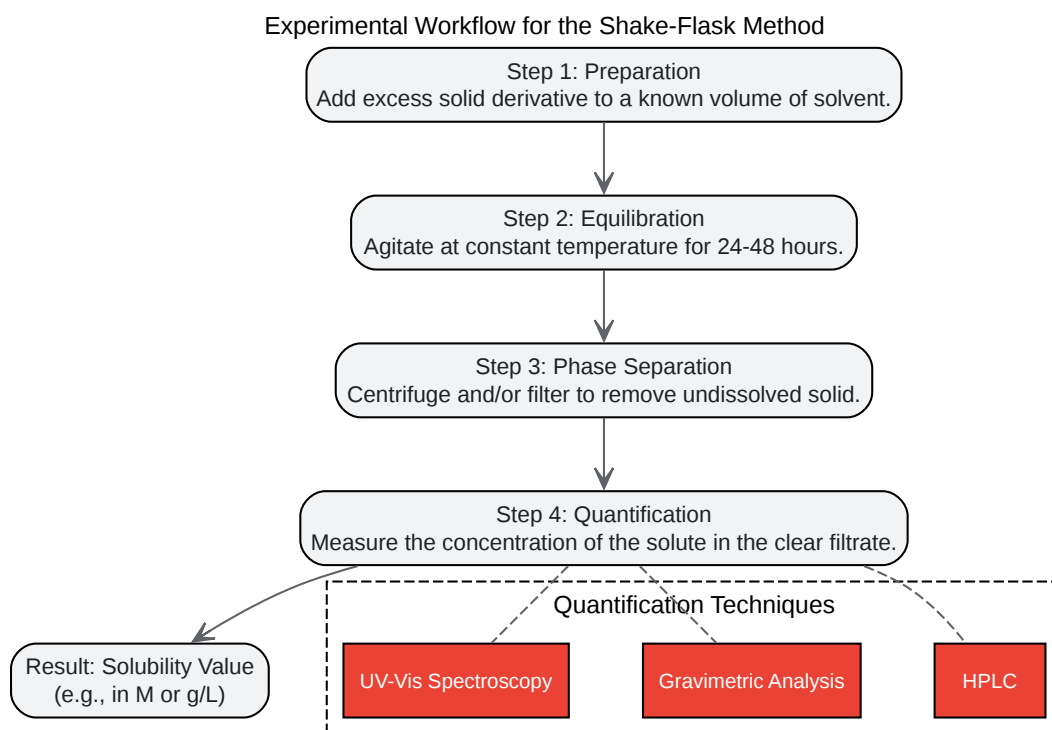 Experimental Workflow for the Shake-Flask Method
Step 1: Preparation
Add excess solid derivative to a known volume of solvent.
Step 2: Equilibration
Agitate at constant temperature for 24-48 hours.
Step 3: Phase Separation
Centrifuge and/or filter to remove undissolved solid.
Step 4: Quantification
Measure the concentration of the solute in the clear filtrate.
Quantification Techniques
Result: Solubility Value
(e.g., in M or g/L)
UV-Vis Spectroscopy
Gravimetric Analysis
HPLC